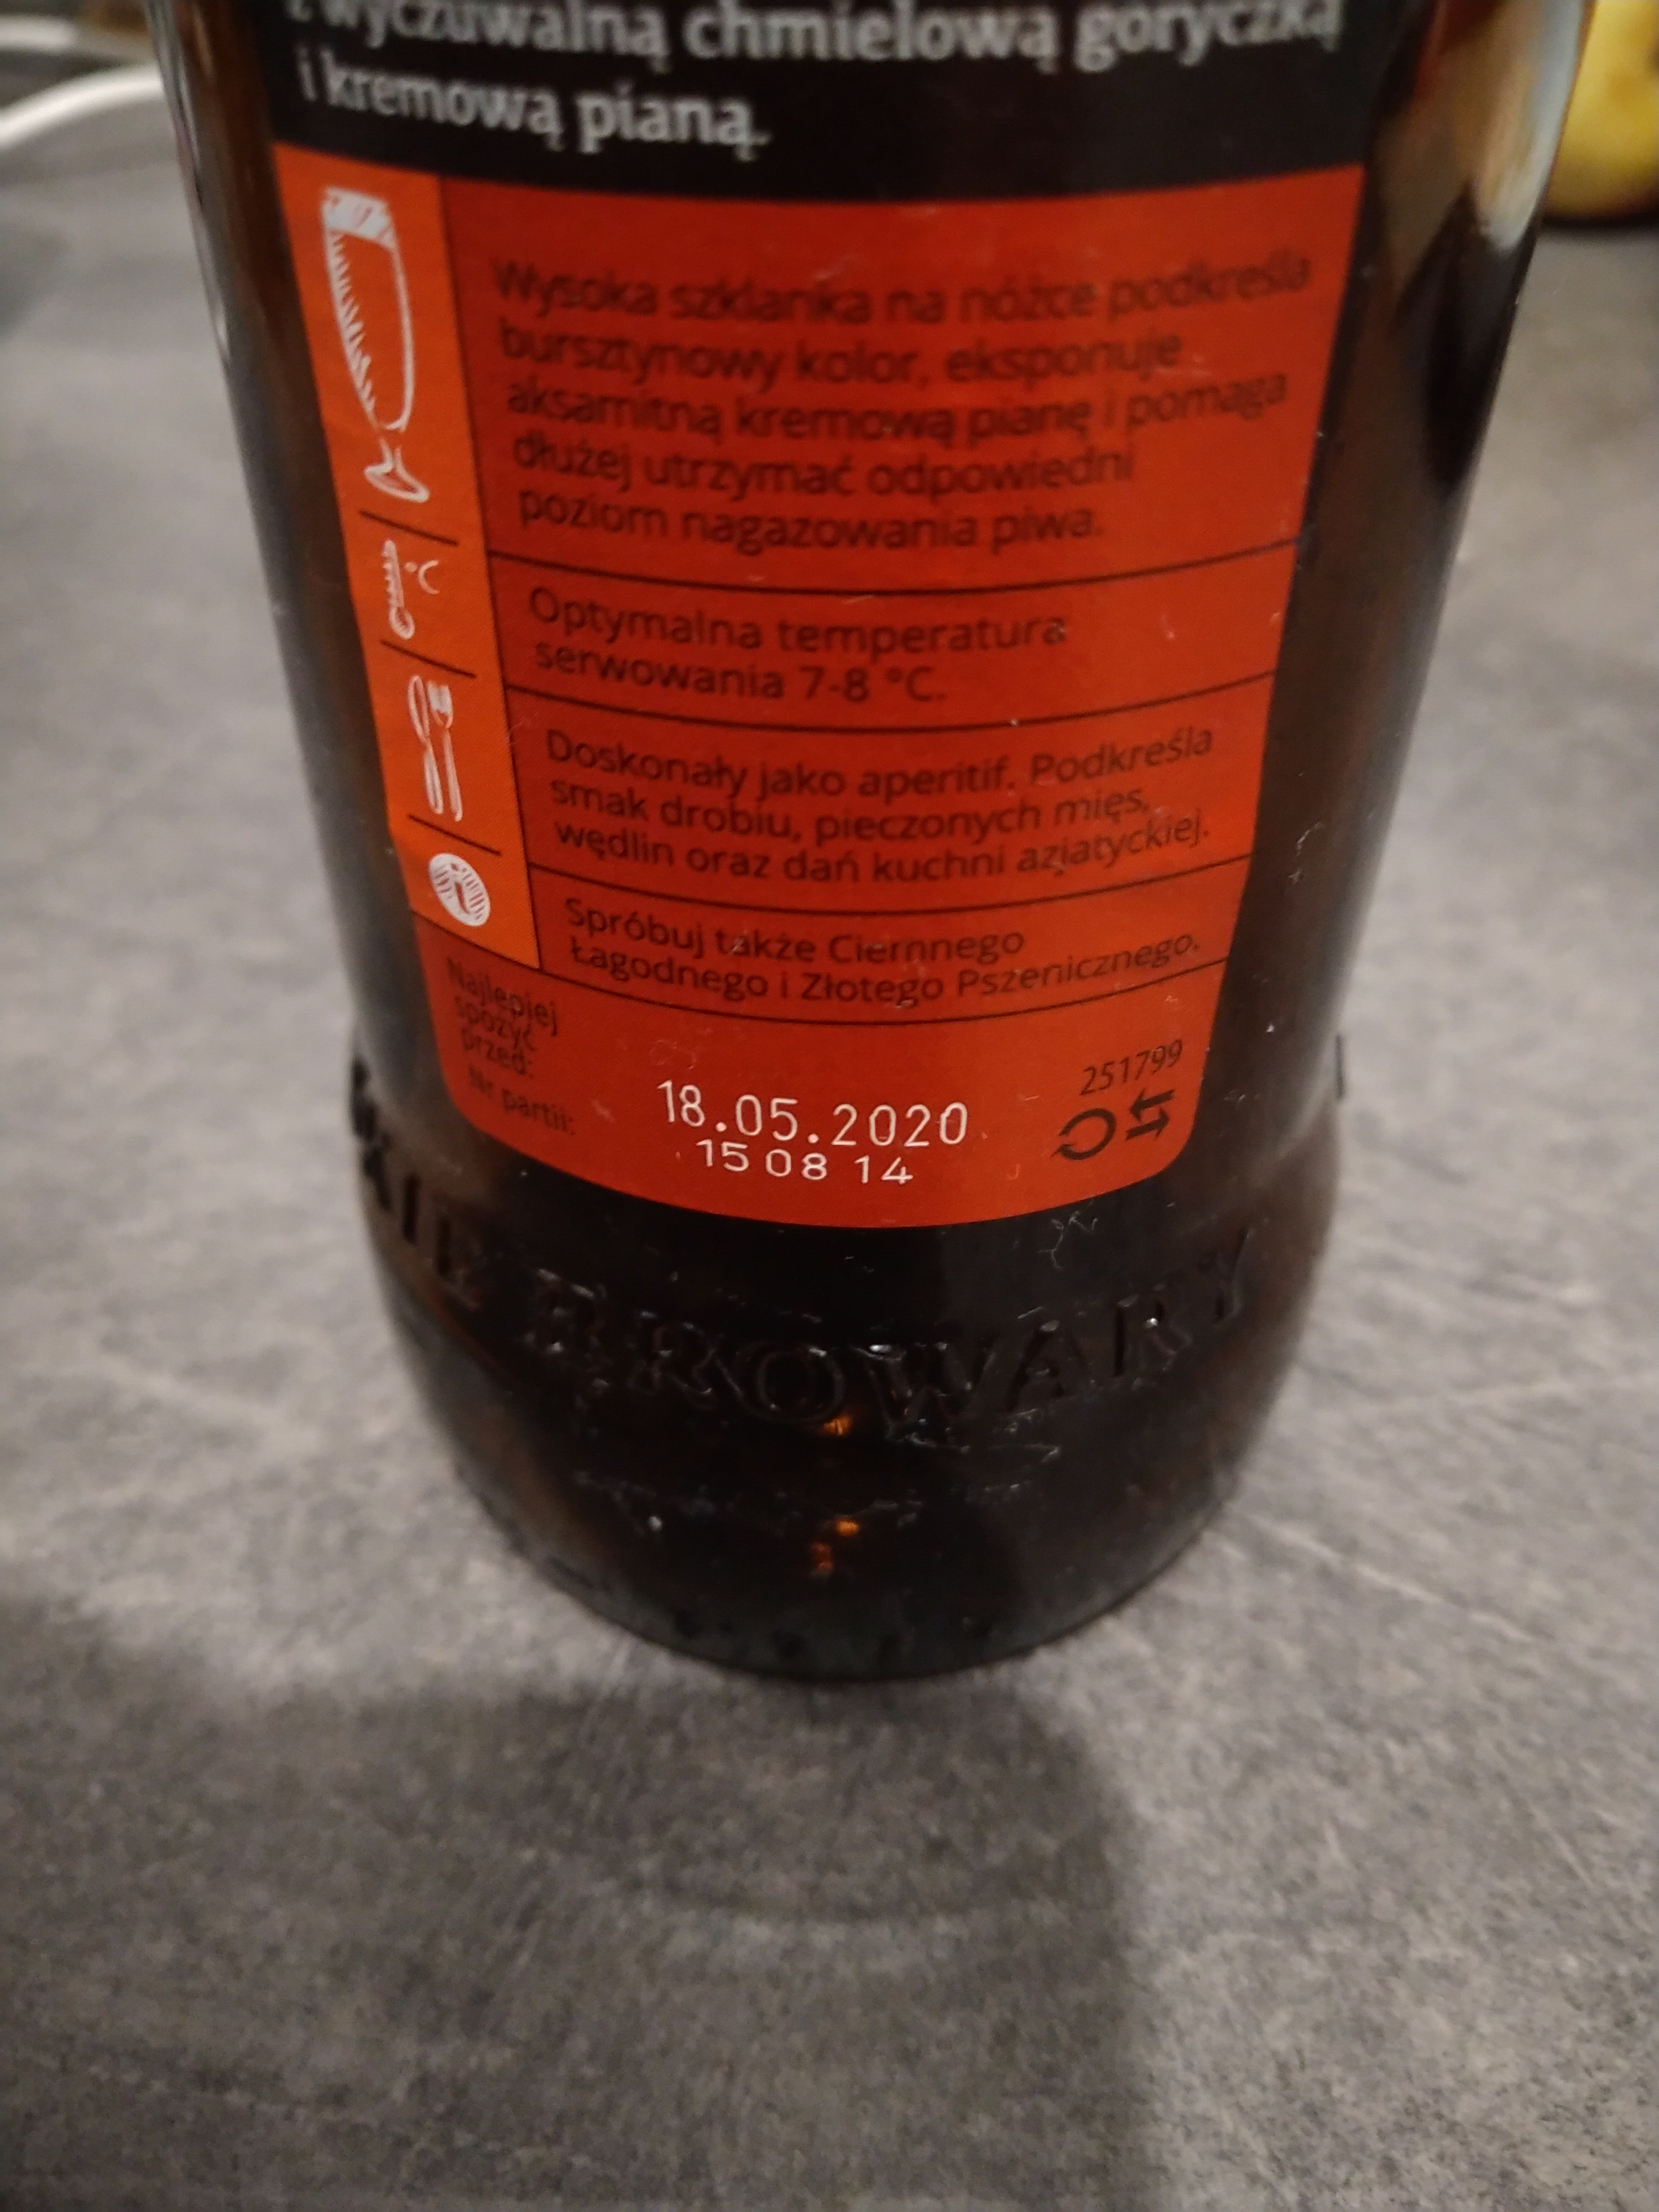 z wyczuwalną chmielową goryczką
i kremową pianą.
Wysoka szklanka na nóżce podkreśla
bursztynowy kolor, eksponuje
aksamitną kremową pianę i pomaga
dłużej utrzymać odpowiedni
poziom nagazowania piwa.
°C
Optymalna temperatura
serwowania 7-8 °C.
Doskonały jako aperitif. Podkreśla
smak drobiu, pieczonych mięs,
wędlin oraz dań kuchni azjatyckiej.
i
Spróbuj także Ciemnego
Łagodnego i Złotego Pszenicznego.
Najlepiej
spożyć
przed:
Nr partii:
18.05.2020
15 08 14
251799
KIE BROWARY